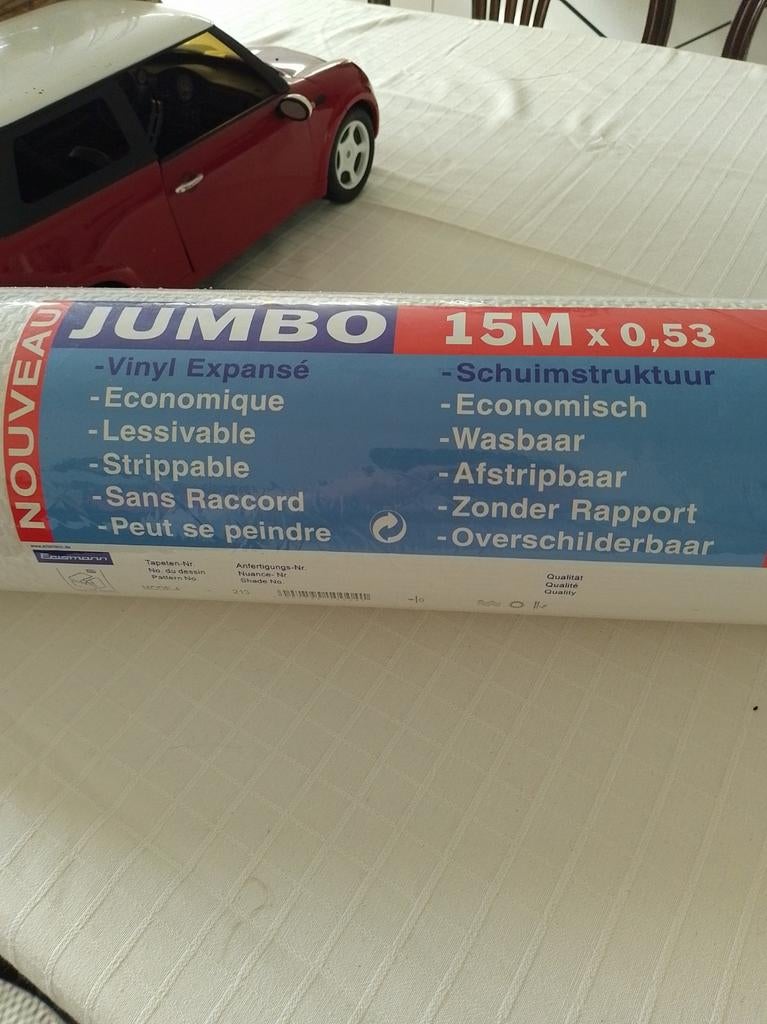 NOUVEAU
JUMBO
15M x 0,53
-Vinyl Expansé
-Economique
-Lessivable
-Strippable
-Sans Raccord
-Peut se peindre
-Schuimstruktuur
-Economisch
-Wasbaar
-Afstripbaar
-Zonder Rapport
-Overschilderbaar
Erismann
Tapeten-Nr.
No. du dessin
Pattern No.
Anfertigungs-Nr.
Nuance- Nr.
Shade No.
213
-/o
Qualität
Qualité
Quality